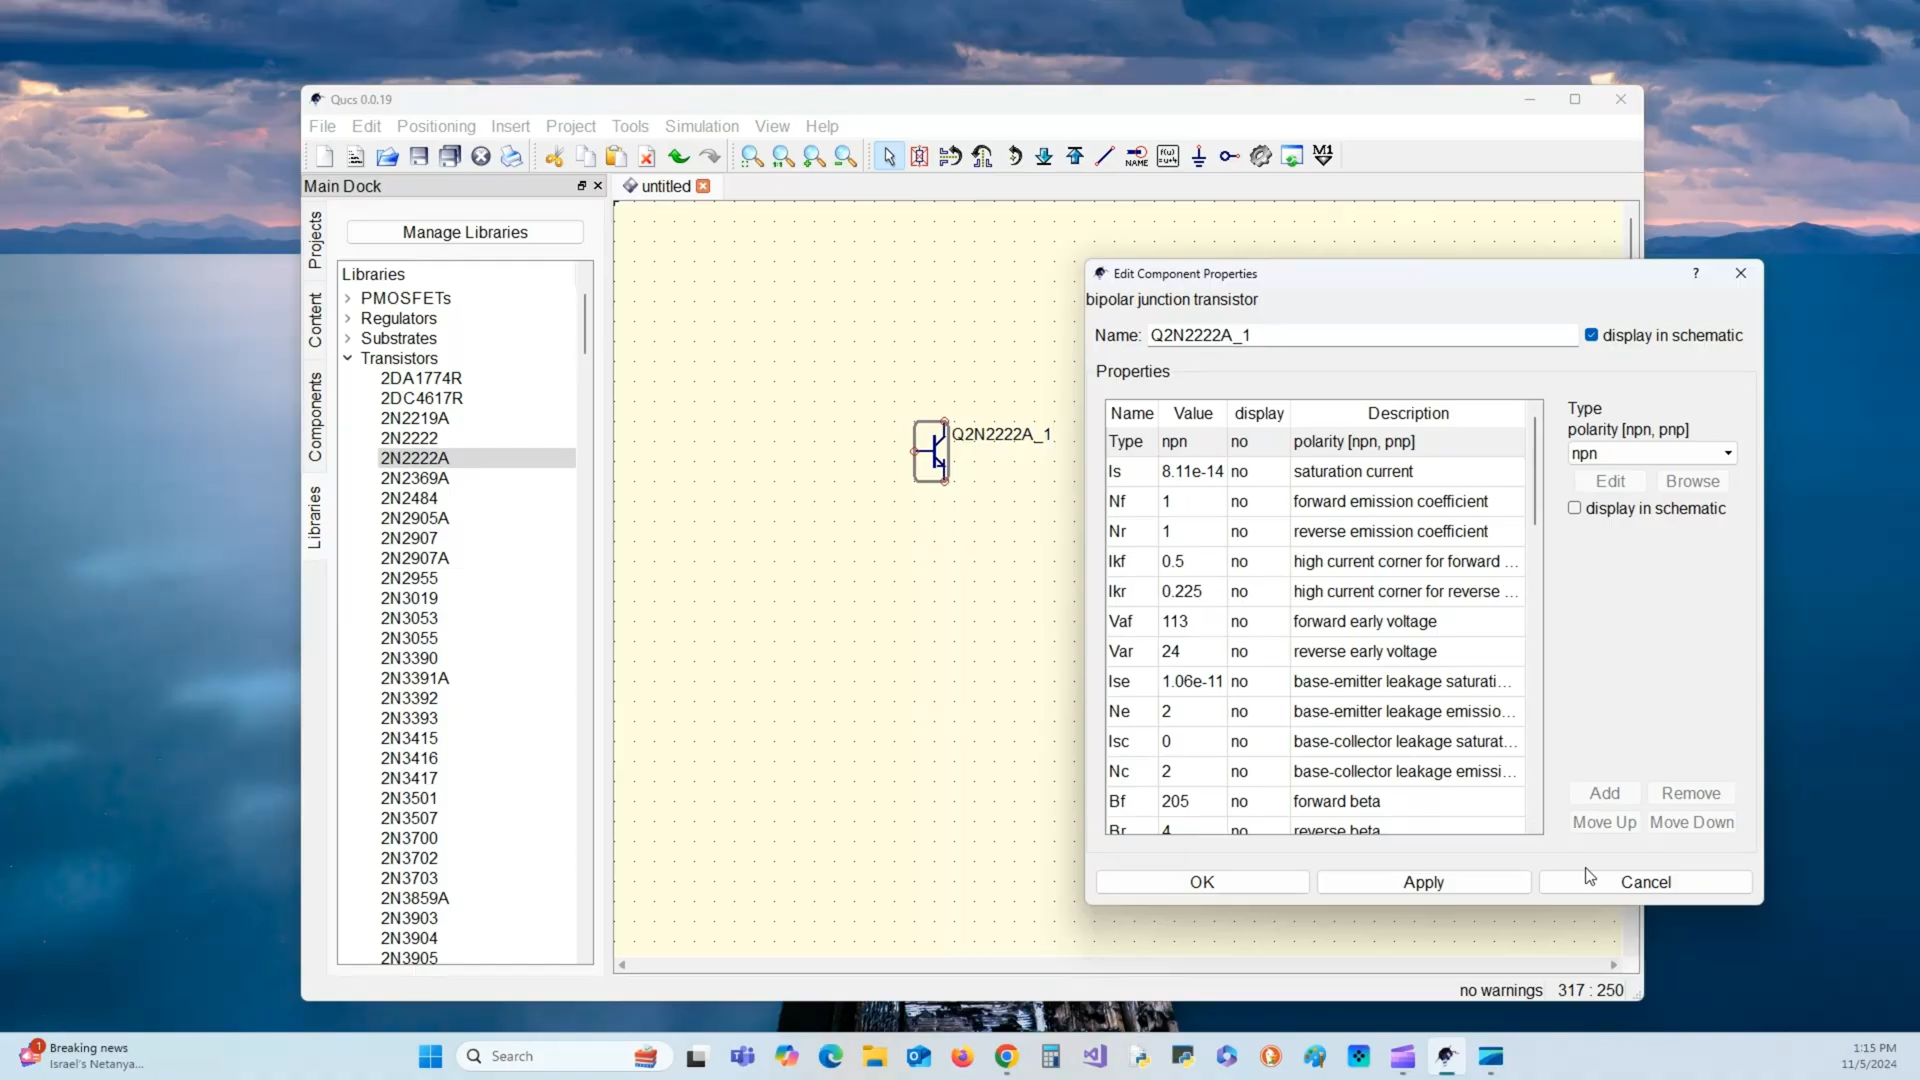 Qucs 0.0.19
File Edit Positioning Insert Project Tools Simulation View Help
NAME
M1
Main Dock
untitled
Projects
Content
Components
Libraries
Manage Libraries
Libraries
PMOSFETs
Regulators
Substrates
Transistors
2DA1774R
2DC4617R
2N2219A
2N2222
2N2222A
2N2369A
2N2484
2N2905A
2N2907
2N2907A
2N2955
2N3019
2N3053
2N3055
2N3390
2N3391A
2N3392
2N3393
2N3415
2N3416
2N3417
2N3501
2N3507
2N3700
2N3702
2N3703
2N3859A
2N3903
2N3904
2N3905
Q2N2222A_1
Edit Component Properties
?
bipolar junction transistor
Name: Q2N2222A_1 display in schematic
Properties
Name Value display Description
Type npn no polarity [npn, pnp]
Is 8.11e-14 no saturation current
Nf 1 no forward emission coefficient
Nr 1 no reverse emission coefficient
Ikf 0.5 no high current corner for forward ...
Ikr 0.225 no high current corner for reverse ...
Vaf 113 no forward early voltage
Var 24 no reverse early voltage
Ise 1.06e-11 no base-emitter leakage saturati...
Ne 2 no base-emitter leakage emissio...
Isc 0 no base-collector leakage saturat...
Nc 2 no base-collector leakage emissi...
Bf 205 no forward beta
Br 4 no reverse beta
Type
polarity [npn, pnp]
npn
Edit Browse
display in schematic
Add Remove
Move Up Move Down
OK Apply Cancel
no warnings 317 : 250
1
Breaking news
Israel's Netanya...
Search
1:15 PM
11/5/2024